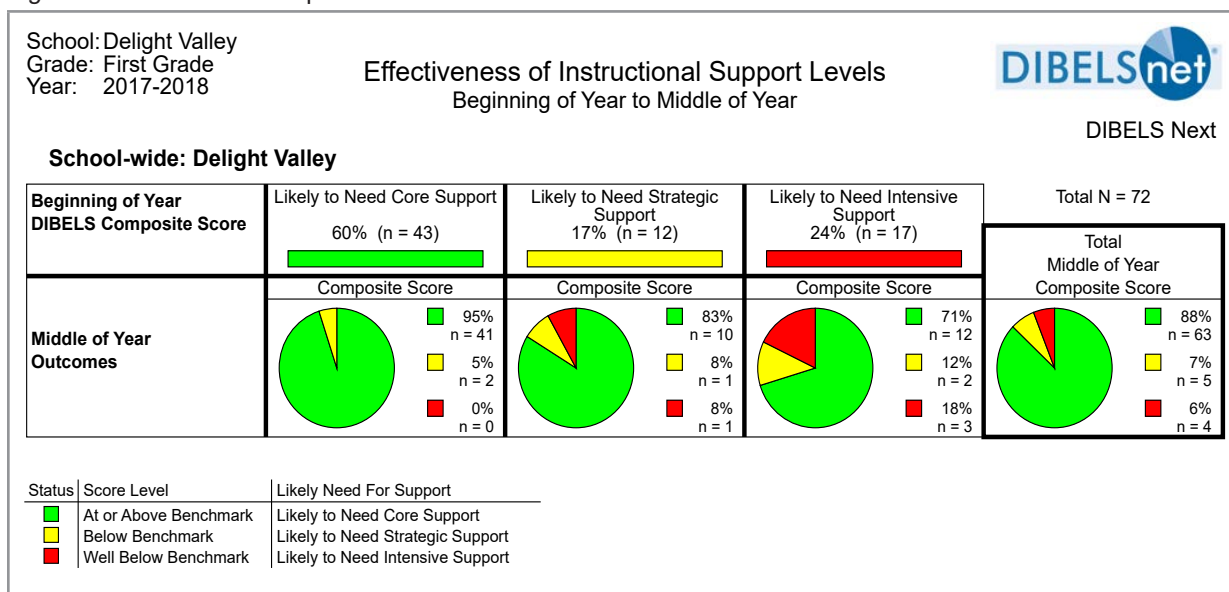 School: Delight Valley
Grade: First Grade
Year: 2017-2018
Effectiveness of Instructional Support Levels
Beginning of Year to Middle of Year
DIBELSnet
DIBELS Next
School-wide: Delight Valley
Beginning of Year
DIBELS Composite Score
Likely to Need Core Support
60% (n = 43)
Likely to Need Strategic
Support
17% (n = 12)
Likely to Need Intensive
Support
24% (n = 17)
Total N = 72
Total
Middle of Year
Composite Score
Middle of Year
Outcomes
Composite Score
95%
n = 41
5%
n = 2
0%
n = 0
Composite Score
83%
n = 10
8%
n = 1
8%
n = 1
Composite Score
71%
n = 12
12%
n = 2
18%
n = 3
88%
n = 63
7%
n = 5
6%
n = 4
Status Score Level Likely Need For Support
At or Above Benchmark Likely to Need Core Support
Below Benchmark Likely to Need Strategic Support
Well Below Benchmark Likely to Need Intensive Support